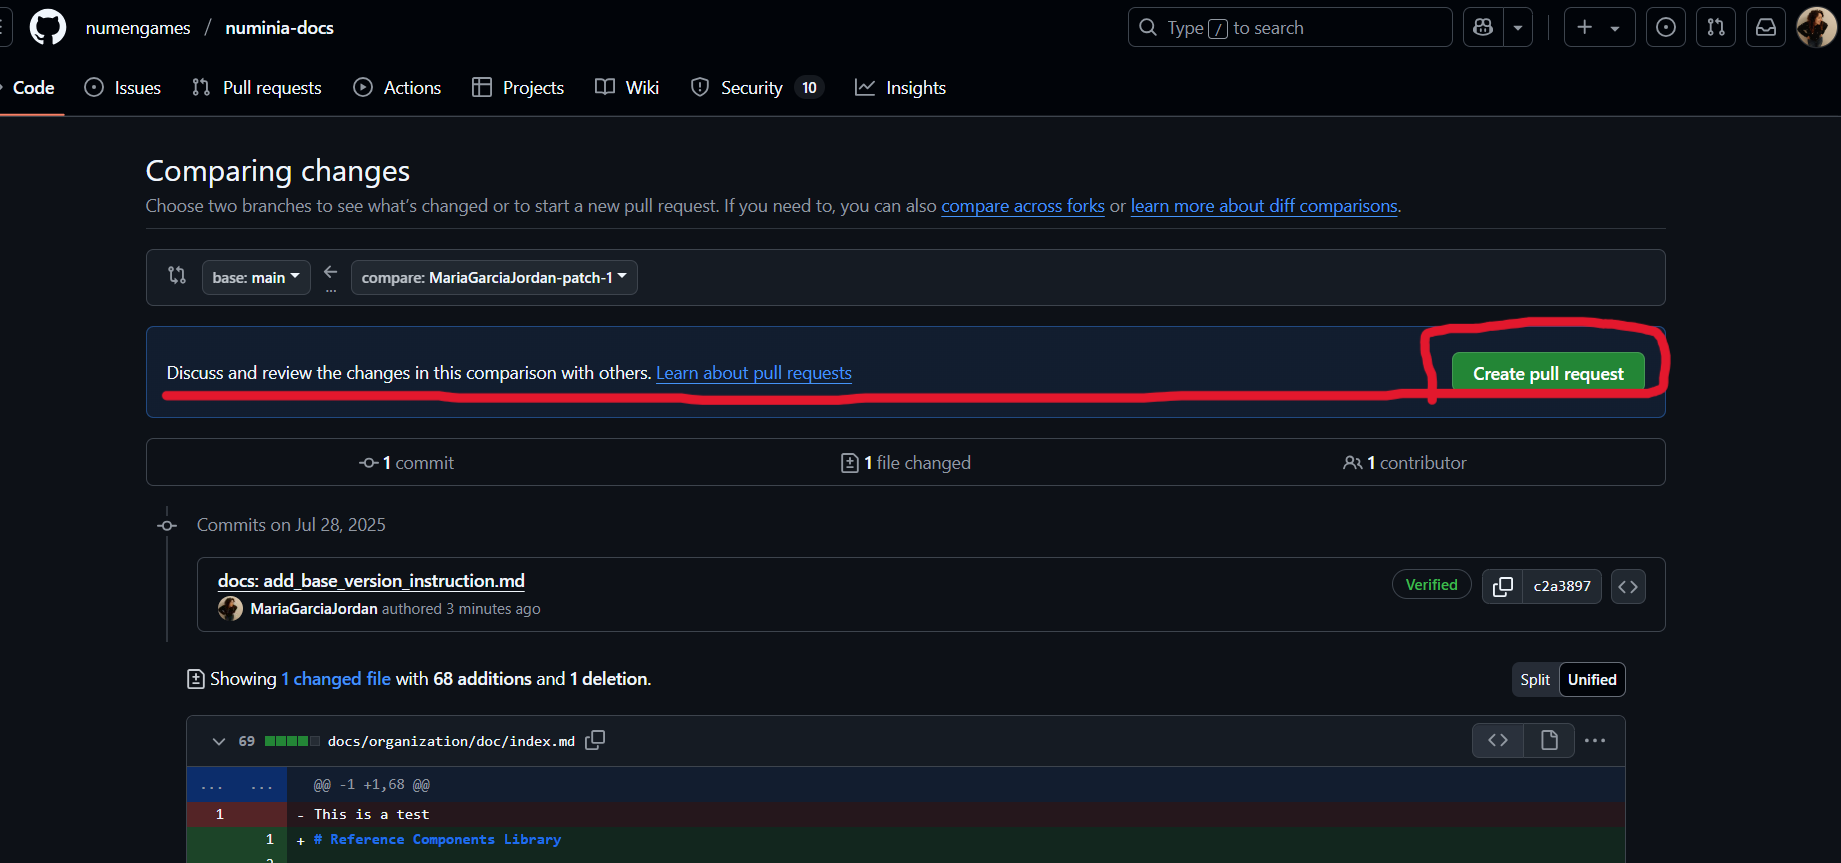 numengames / numinia-docs
Type / to search
Code
Issues
Pull requests
Actions
Projects
Wiki
Security 10
Insights
Comparing changes
Choose two branches to see what's changed or to start a new pull request. If you need to, you can also compare across forks or learn more about diff comparisons.
base: main
compare: MariaGarciaJordan-patch-1
Discuss and review the changes in this comparison with others. Learn about pull requests
Create pull request
1 commit
1 file changed
1 contributor
Commits on Jul 28, 2025
docs: add_base_version_instruction.md
MariaGarciaJordan authored 3 minutes ago
Verified
c2a3897
Showing 1 changed file with 68 additions and 1 deletion.
Split
Unified
69 docs/organization/doc/index.md
... ... @@ -1 +1,68 @@
1 - This is a test
1 + # Reference Components Library